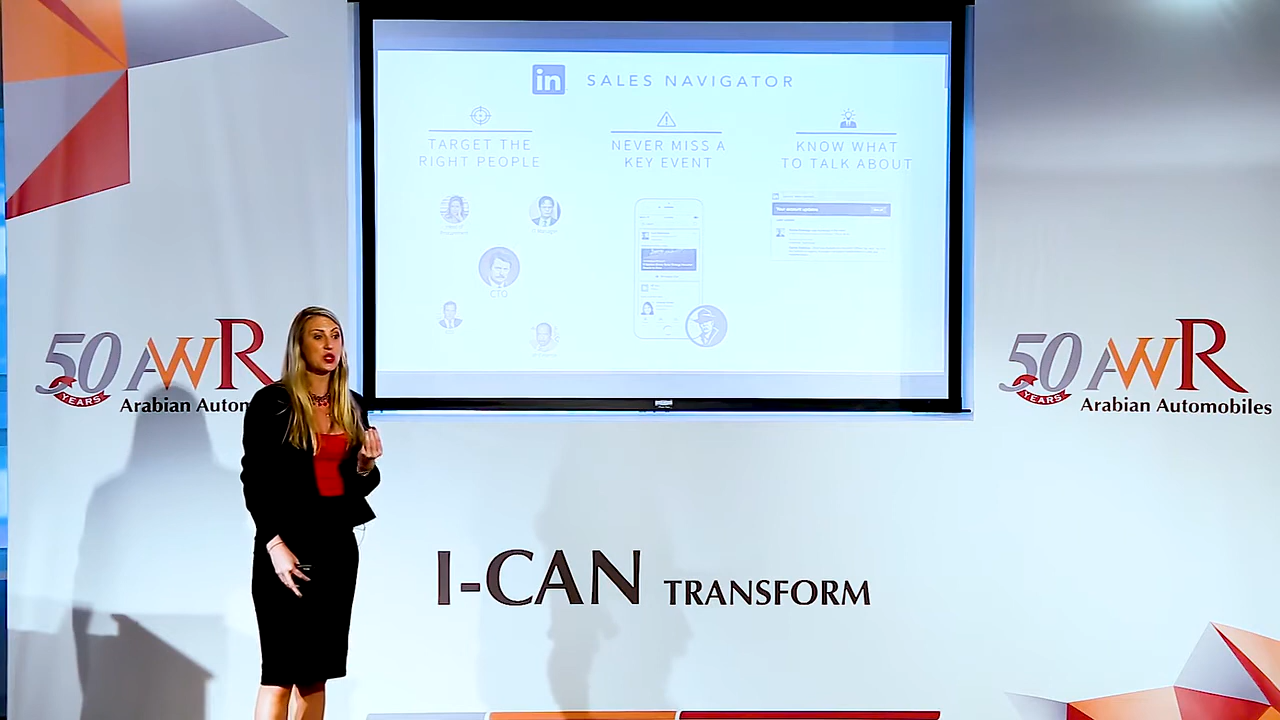 in SALES NAVIGATOR
TARGET THE
RIGHT PEOPLE
NEVER MISS A
KEY EVENT
KNOW WHAT
TO TALK ABOUT
CTO
50 YEARS AWR
Arabian Autom
50 YEARS AWR
Arabian Automobiles
I-CAN TRANSFORM